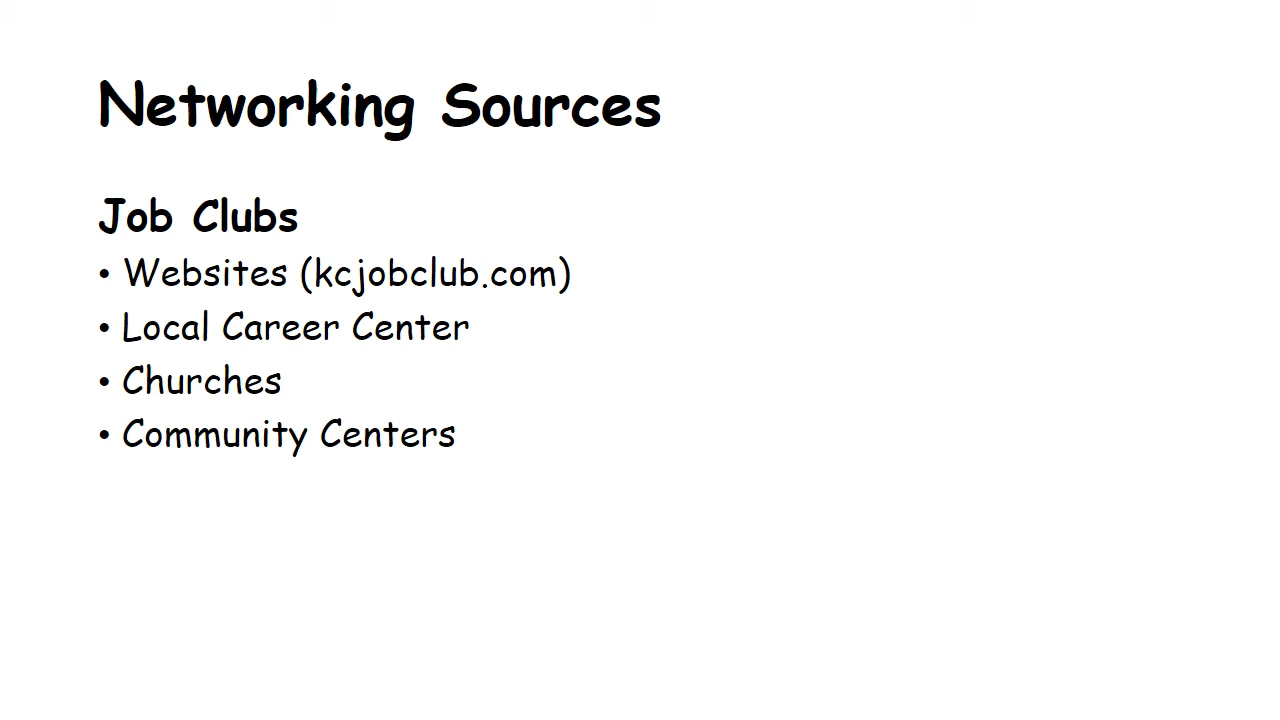 Networking Sources
Job Clubs
• Websites (kcjobclub.com)
• Local Career Center
• Churches
• Community Centers